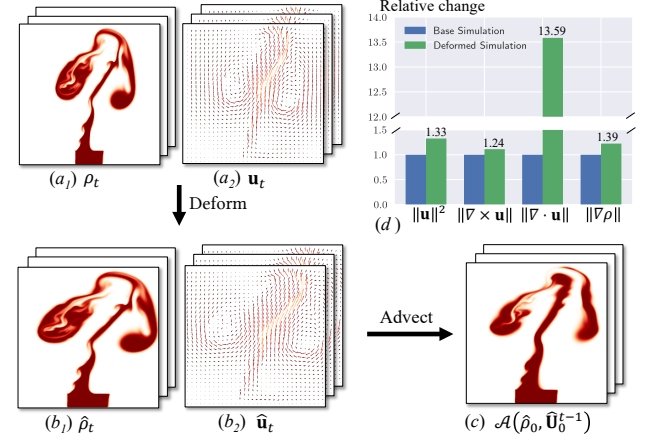 Relative change
14.0
13.5
13.0
12.5
12.0
1.5
1.0
0.5
0.0
Base Simulation
Deformed Simulation
13.59
1.33
1.24
1.39
‖𝐮‖² ‖∇ × 𝐮‖ ‖∇ · 𝐮‖ ‖∇ρ‖
(d)
(a₁) ρₜ
(a₂) 𝐮ₜ
Deform
(b₁) ρ̂ₜ
(b₂) 𝐮̂ₜ
Advect
(c) 𝒜(ρ̂₀, 𝐔̂₀ᵗ⁻¹)